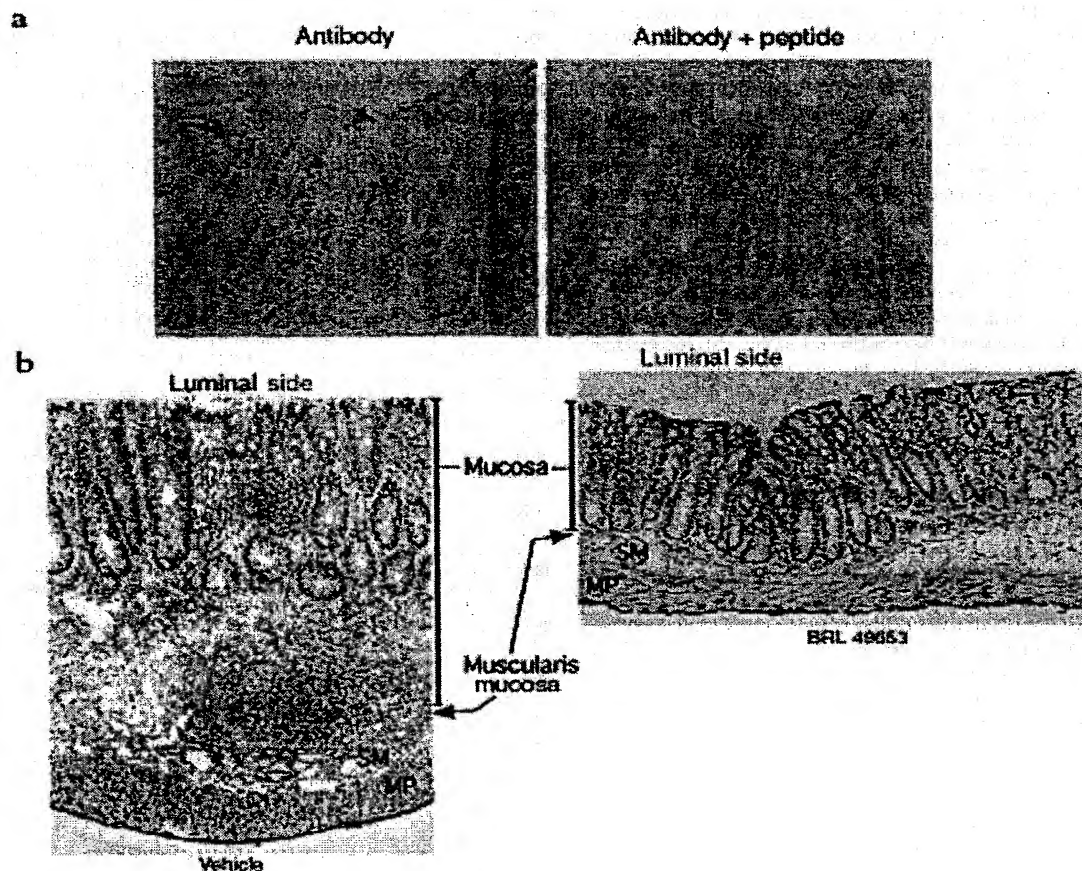 a
Antibody
Antibody + peptide
b
Luminal side
Luminal side
Mucosa
SM
MP
BRL 49653
Muscularis
mucosa
SM
MP
Vehicle